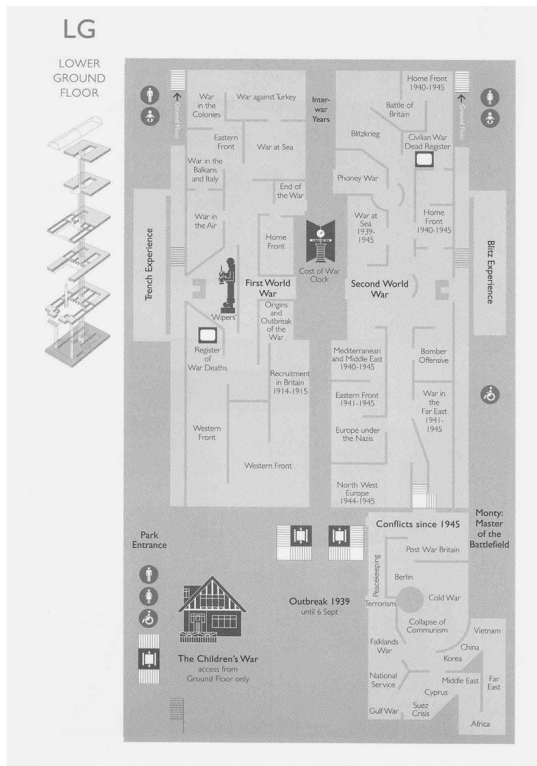 LG
LOWER
GROUND
FLOOR
Ground Floor
War
in the
Colonies
War against Turkey
Eastern
Front
War at Sea
War in the
Balkans
and Italy
End of
the War
War in
the Air
Home
Front
Trench Experience
First World
War
'Wipers'
Origins
and
Outbreak
of the
War
Register
of
War Deaths
Recruitment
in Britain
1914-1915
Western
Front
Western Front
Inter-
war
Years
Cost of War
Clock
Home Front
1940-1945
Ground Floor
Battle of
Britain
Blitzkrieg
Civilian War
Dead Register
Phoney War
War at
Sea
1939-
1945
Home
Front
1940-1945
Second World
War
Blitz Experience
Mediterranean
and Middle East
1940-1945
Bomber
Offensive
Eastern Front
1941-1945
War in
the
Far East
1941-
1945
Europe under
the Nazis
North West
Europe
1944-1945
Monty:
Master
of the
Battlefield
Park
Entrance
Conflicts since 1945
Post War Britain
Peacekeeping
Berlin
Terrorism
Cold War
Collapse of
Communism
Vietnam
Falklands
War
China
Korea
National
Service
Middle East
Far
East
Cyprus
Gulf War
Suez
Crisis
Africa
Outbreak 1939
until 6 Sept
The Children's War
access from
Ground Floor only